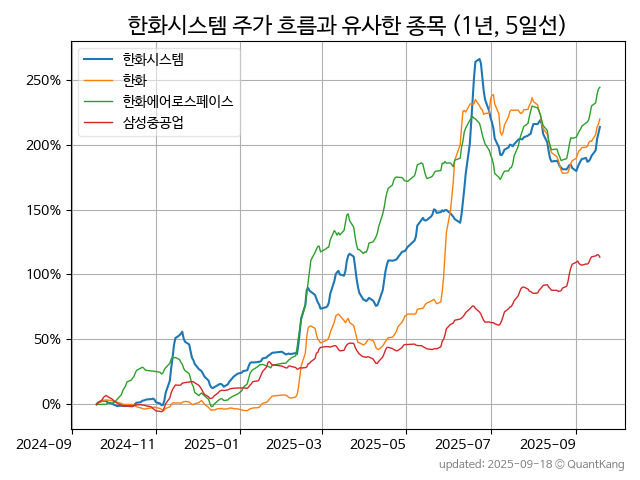 한화시스템 주가 흐름과 유사한 종목 (1년, 5일선)
한화시스템
한화
한화에어로스페이스
삼성중공업
250%
200%
150%
100%
50%
0%
2024-09
2024-11
2025-01
2025-03
2025-05
2025-07
2025-09
updated: 2025-09-18 © QuantKang